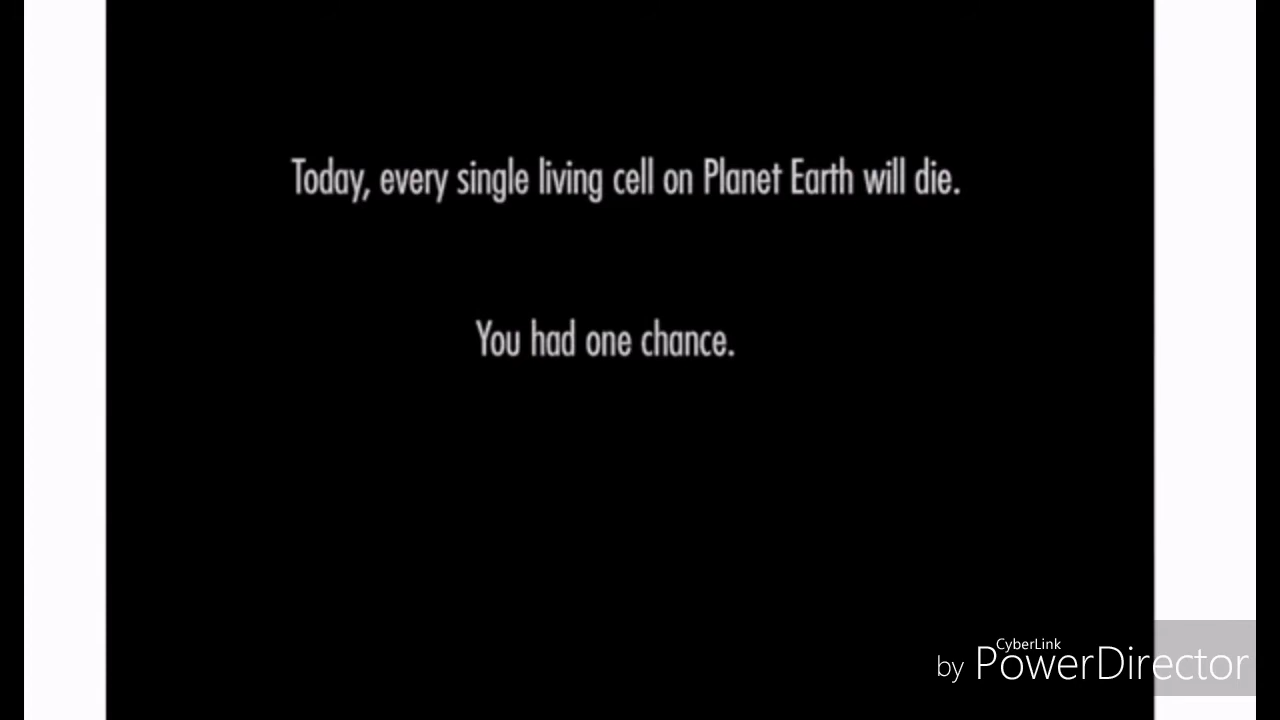 Today, every single living cell on Planet Earth will die.
You had one chance.
CyberLink
by PowerDirector